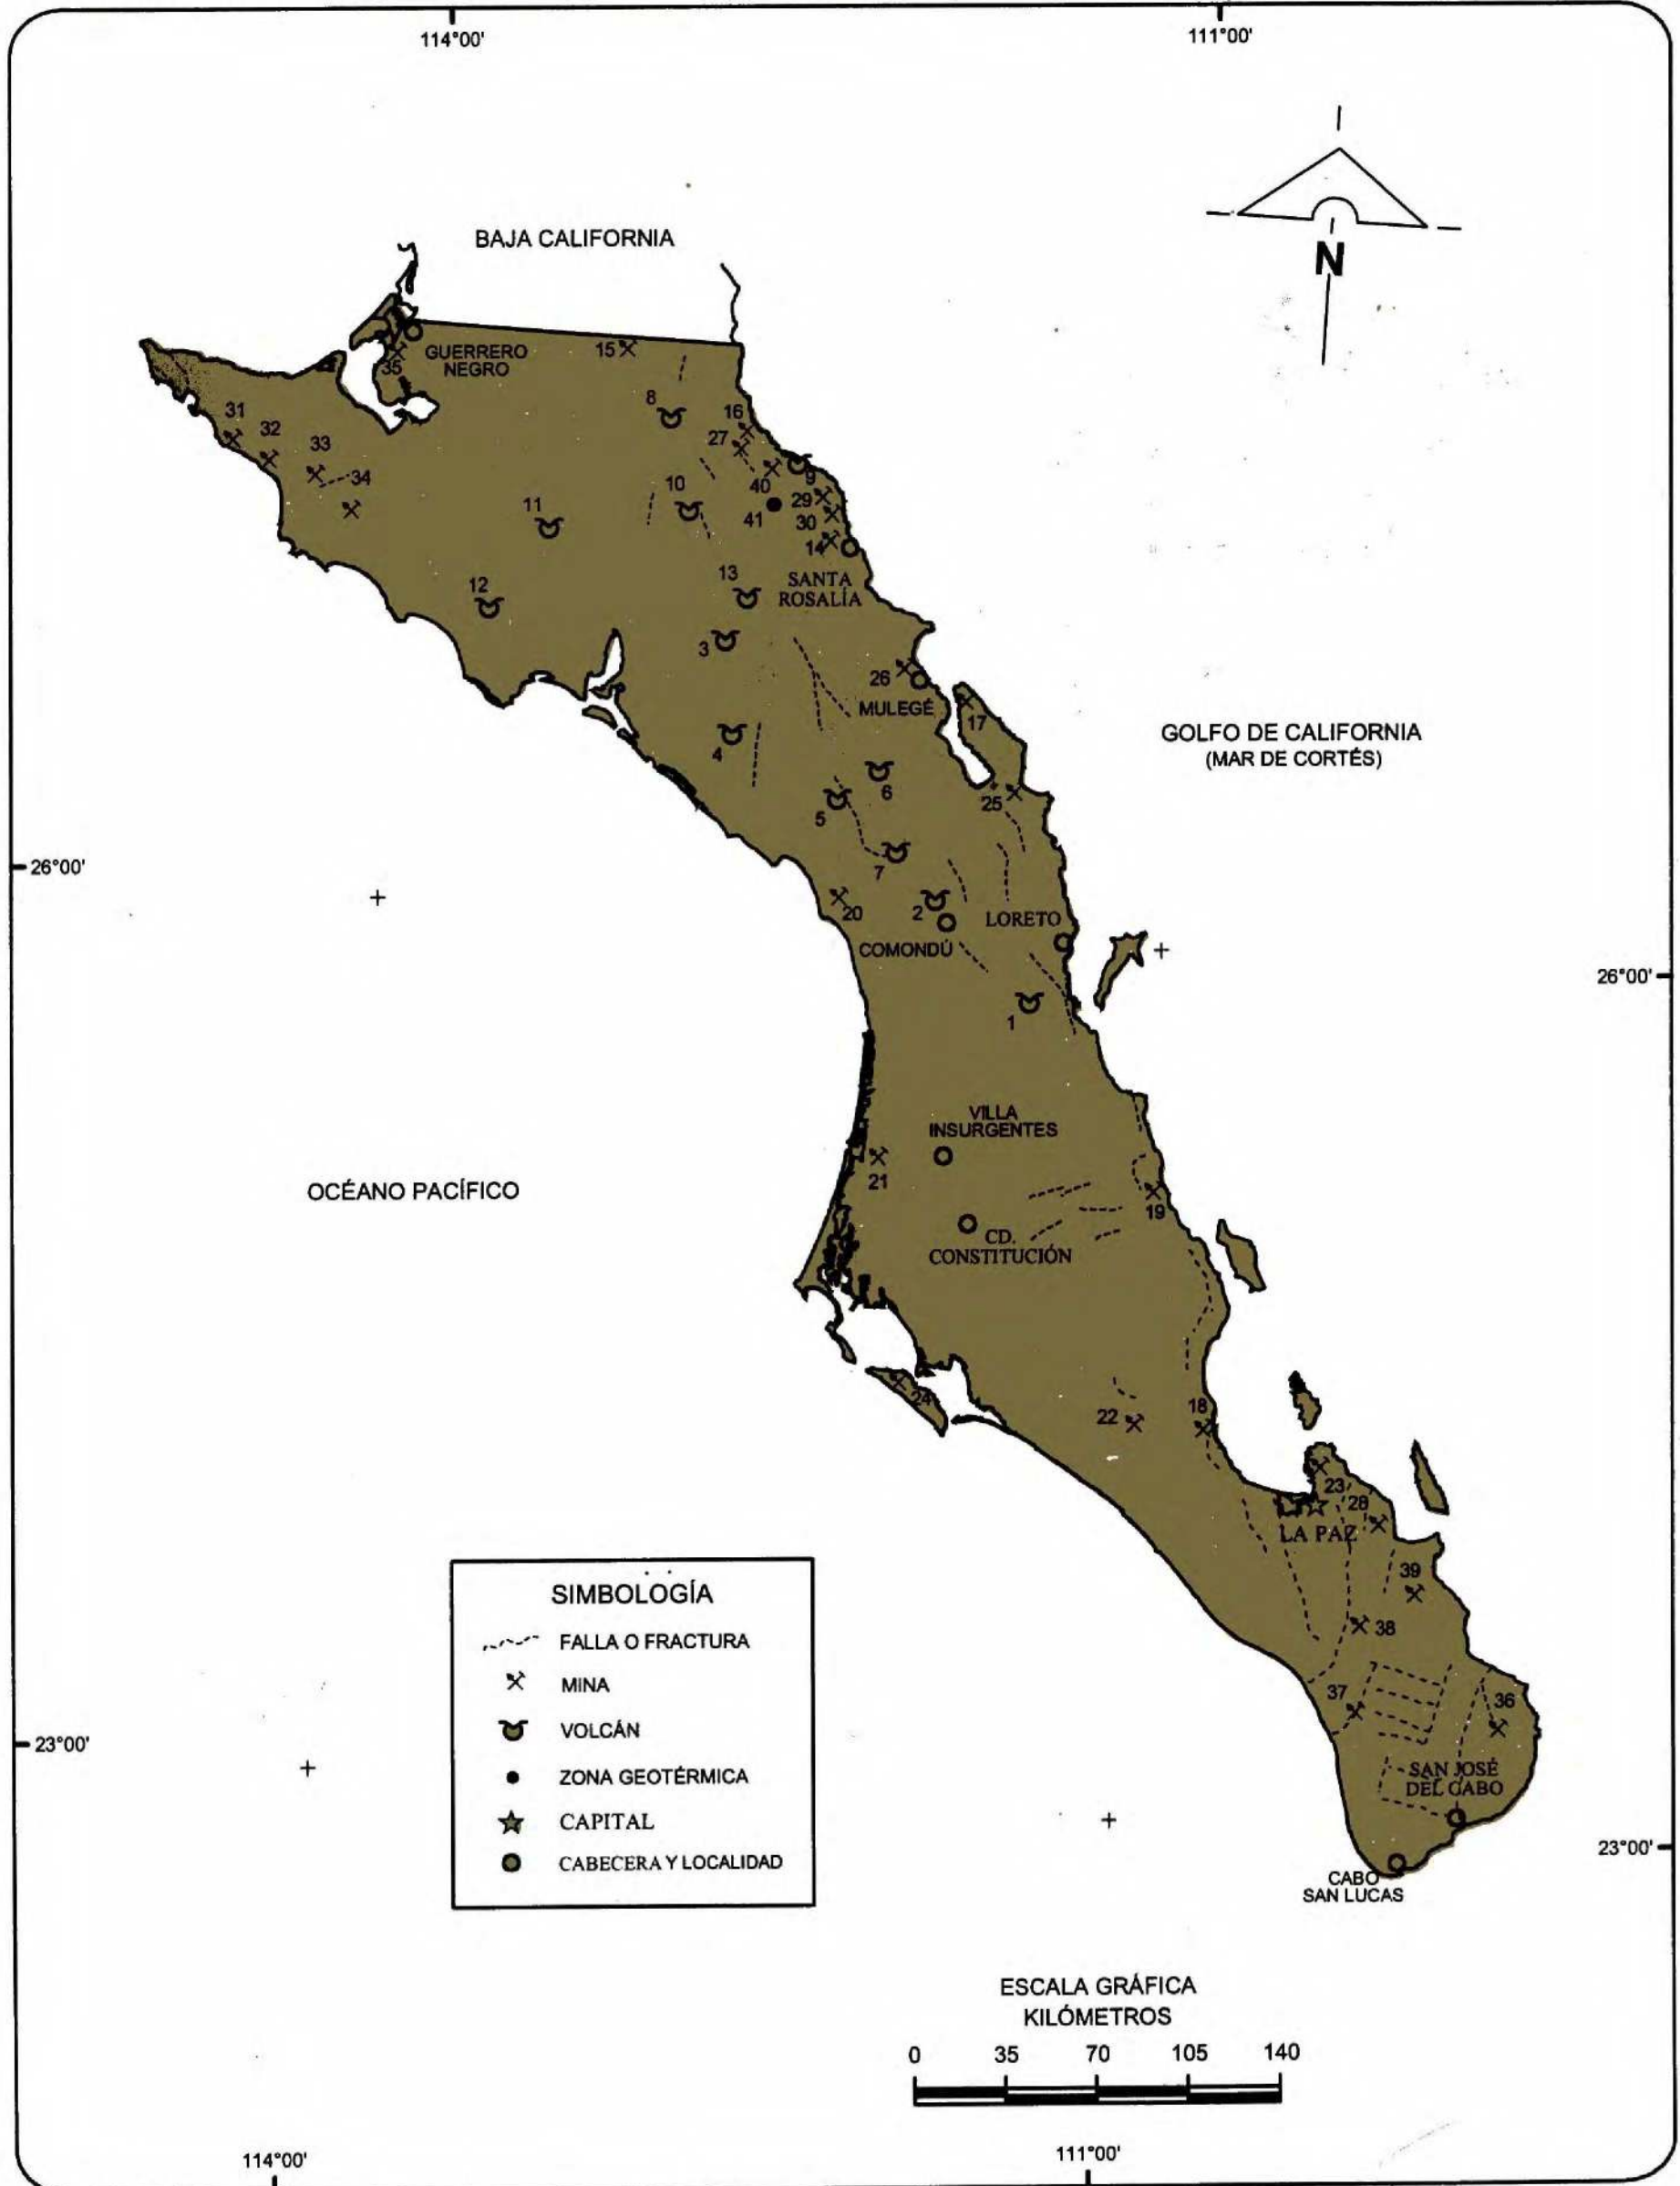 114°00'
111°00'
BAJA CALIFORNIA
N
GUERRERO
NEGRO
35
15
8
16
27
31
32
33
34
9
40
10
29
41
30
11
14
13
SANTA
ROSALÍA
12
3
26
MULEGÉ
17
GOLFO DE CALIFORNIA
(MAR DE CORTÉS)
4
6
25
5
26°00'
7
20
2
LORETO
COMONDÚ
26°00'
1
VILLA
INSURGENTES
21
OCÉANO PACÍFICO
19
CD.
CONSTITUCIÓN
24
22
18
23
28
LA PAZ
39
38
37
36
23°00'
SAN JOSÉ
DEL CABO
23°00'
CABO
SAN LUCAS
SIMBOLOGÍA
FALLA O FRACTURA
MINA
VOLCÁN
ZONA GEOTÉRMICA
CAPITAL
CABECERA Y LOCALIDAD
ESCALA GRÁFICA
KILÓMETROS
0 35 70 105 140
114°00'
111°00'